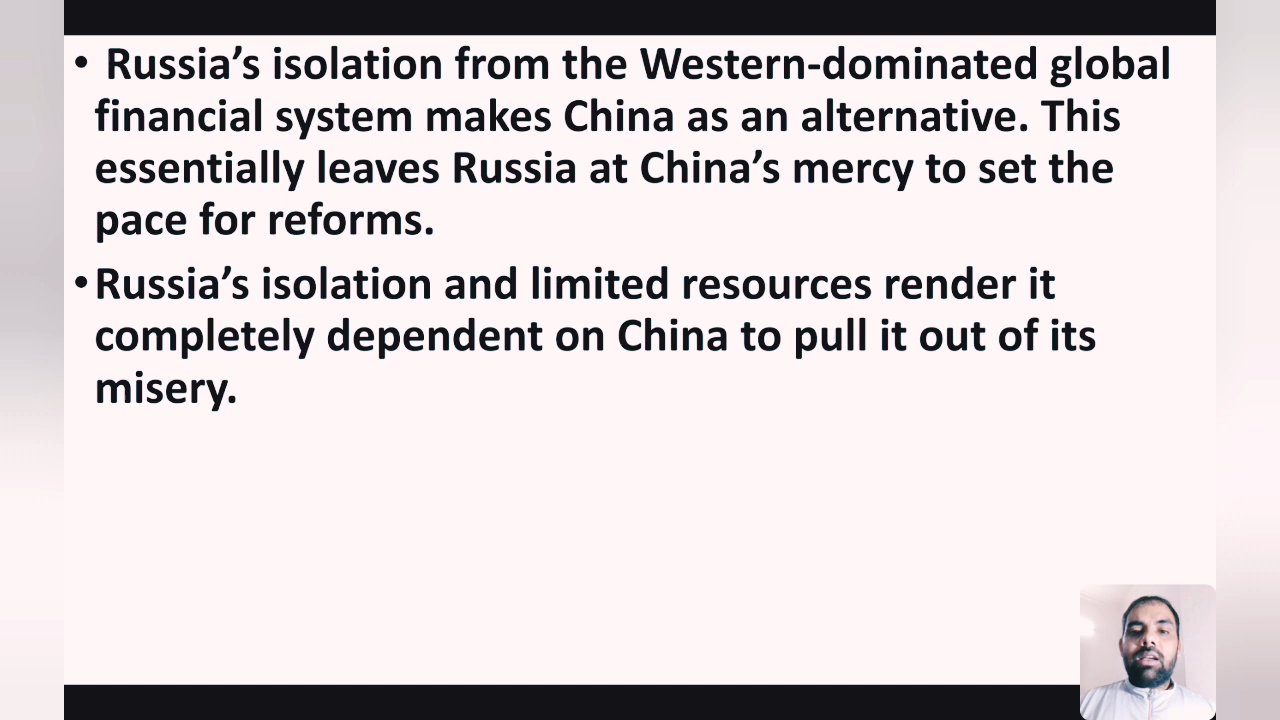 • Russia’s isolation from the Western-dominated global
financial system makes China as an alternative. This
essentially leaves Russia at China’s mercy to set the
pace for reforms.
• Russia’s isolation and limited resources render it
completely dependent on China to pull it out of its
misery.